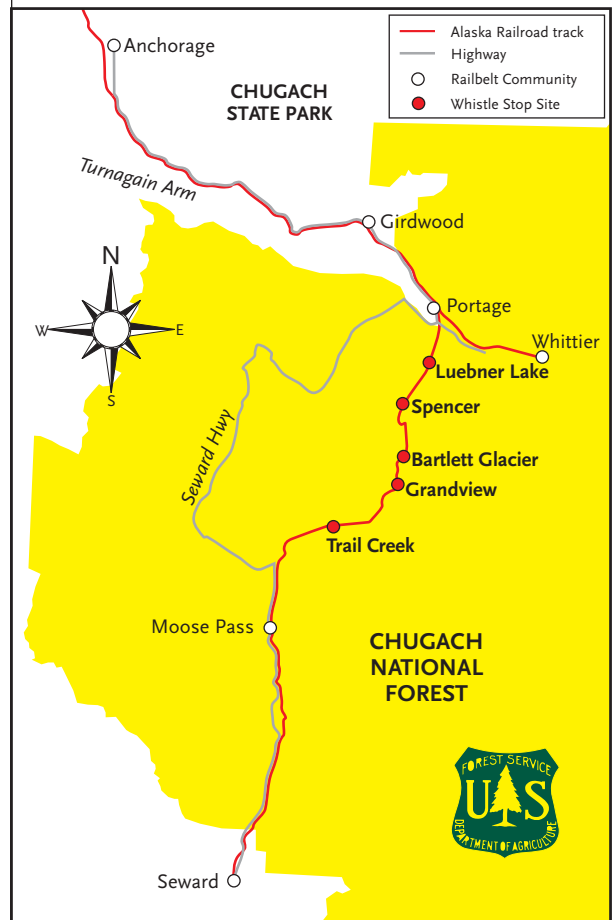 Alaska Railroad track
Highway
Railbelt Community
Whistle Stop Site
Anchorage
CHUGACH
STATE PARK
Turnagain Arm
Girdwood
N
W
E
S
Portage
Whittier
Luebner Lake
Spencer
Seward Hwy
Bartlett Glacier
Grandview
Trail Creek
Moose Pass
CHUGACH
NATIONAL
FOREST
FOREST SERVICE
U S
DEPARTMENT OF AGRICULTURE
Seward